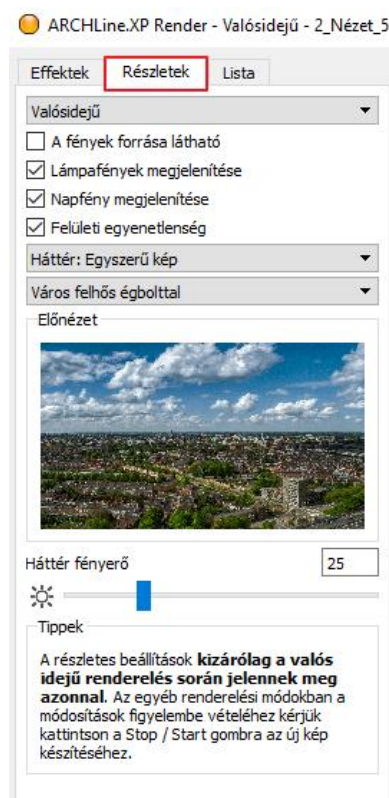 ARCHLine.XP Render - Valósidejű - 2_Nézet_5
Effektek Részletek Lista
Valósidejű
A fények forrása látható
Lámpafények megjelenítése
Napfény megjelenítése
Felületi egyenetlenség
Háttér: Egyszerű kép
Város felhős égbolttal
Előnézet
Háttér fényerő 25
Tippek
A részletes beállítások kizárólag a valós
idejű renderelés során jelennek meg
azonnal. Az egyéb renderelési módokban a
módosítások figyelembe vételéhez kérjük
kattintson a Stop / Start gombra az új kép
készítéséhez.